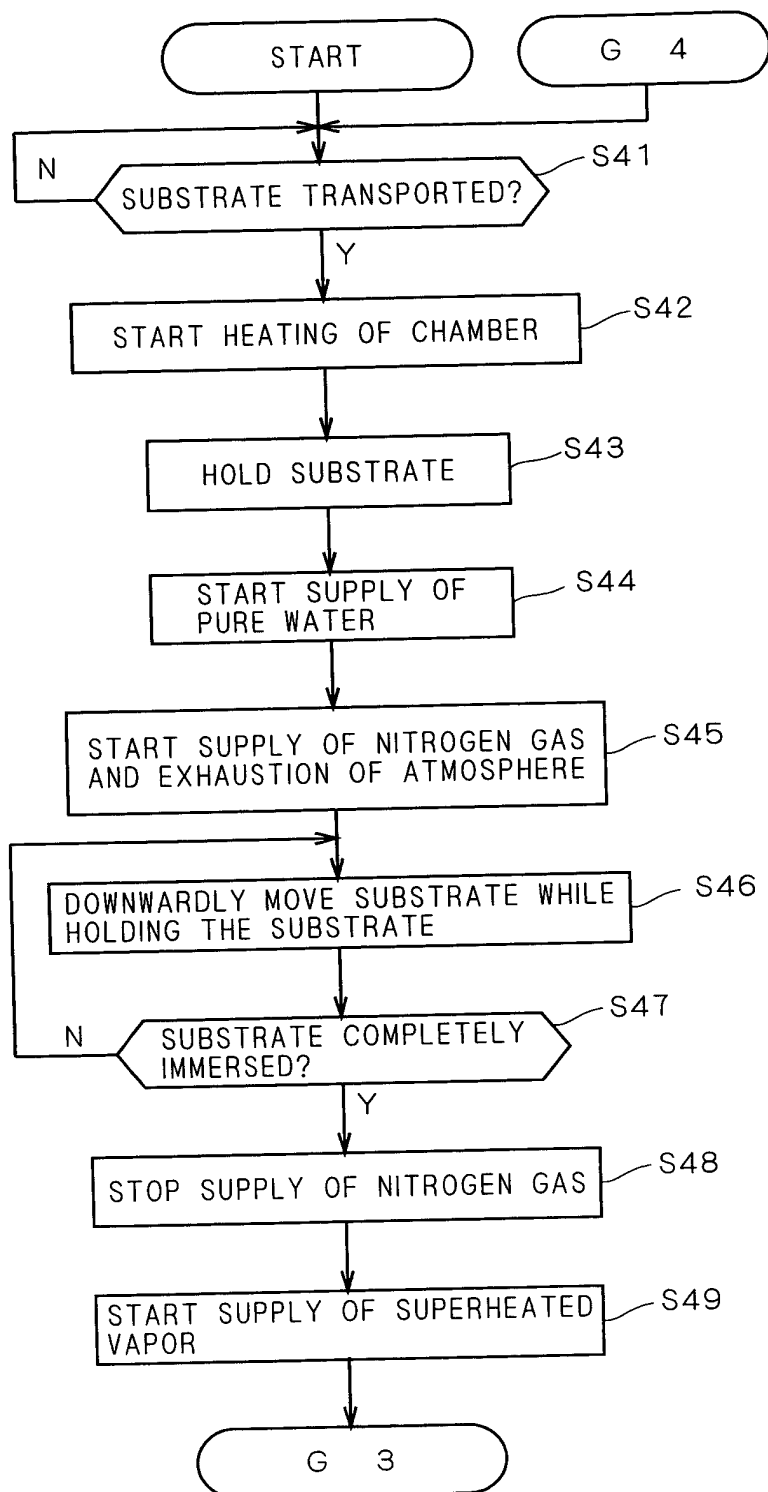 START
G 4
N
SUBSTRATE TRANSPORTED?
S41
Y
START HEATING OF CHAMBER
S42
HOLD SUBSTRATE
S43
START SUPPLY OF
PURE WATER
S44
START SUPPLY OF NITROGEN GAS
AND EXHAUSTION OF ATMOSPHERE
S45
DOWNWARDLY MOVE SUBSTRATE WHILE
HOLDING THE SUBSTRATE
S46
N
SUBSTRATE COMPLETELY
IMMERSED?
S47
Y
STOP SUPPLY OF NITROGEN GAS
S48
START SUPPLY OF SUPERHEATED
VAPOR
S49
G 3